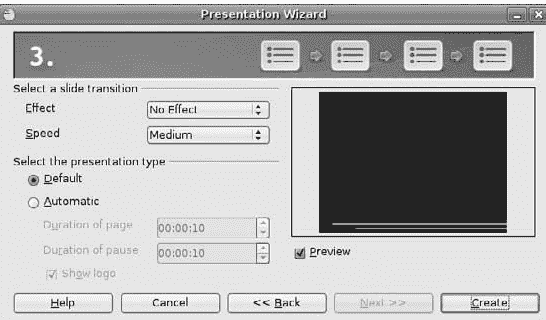 Presentation Wizard
3.
Select a slide transition
Effect No Effect
Speed Medium
Select the presentation type
Default
Automatic
Duration of page 00:00:10
Duration of pause 00:00:10
Show logo
Preview
Help Cancel << Back Next >> Create